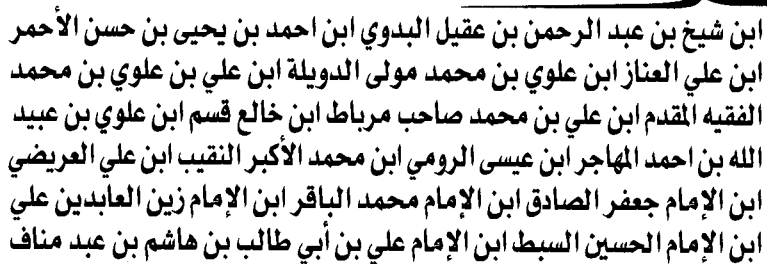 ابن شيخ بن عبد الرحمن بن عقيل البدوي ابن احمد بن يحيى بن حسن الأحمر
ابن علي العناز ابن علوي بن محمد مولى الدويلة ابن علي بن علوي بن محمد
الفقيه المقدم ابن علي بن محمد صاحب مرباط ابن خالع قسم ابن علوي بن عبيد
الله بن احمد المهاجر ابن عيسى الرومي ابن محمد الأكبر النقيب ابن علي العريضي
ابن الإمام جعفر الصادق ابن الإمام محمد الباقر ابن الإمام زين العابدين علي
ابن الإمام الحسين السبط ابن الإمام علي بن أبي طالب بن هاشم بن عبد مناف